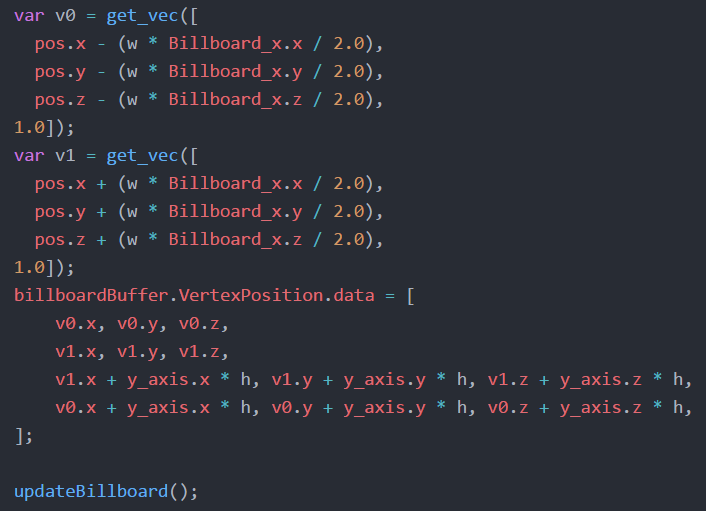 var v0 = get_vec([
  pos.x - (w * Billboard_x.x / 2.0),
  pos.y - (w * Billboard_x.y / 2.0),
  pos.z - (w * Billboard_x.z / 2.0),
1.0]);
var v1 = get_vec([
  pos.x + (w * Billboard_x.x / 2.0),
  pos.y + (w * Billboard_x.y / 2.0),
  pos.z + (w * Billboard_x.z / 2.0),
1.0]);
billboardBuffer.VertexPosition.data = [
    v0.x, v0.y, v0.z,
    v1.x, v1.y, v1.z,
    v1.x + y_axis.x * h, v1.y + y_axis.y * h, v1.z + y_axis.z * h,
    v0.x + y_axis.x * h, v0.y + y_axis.y * h, v0.z + y_axis.z * h,
];

updateBillboard();